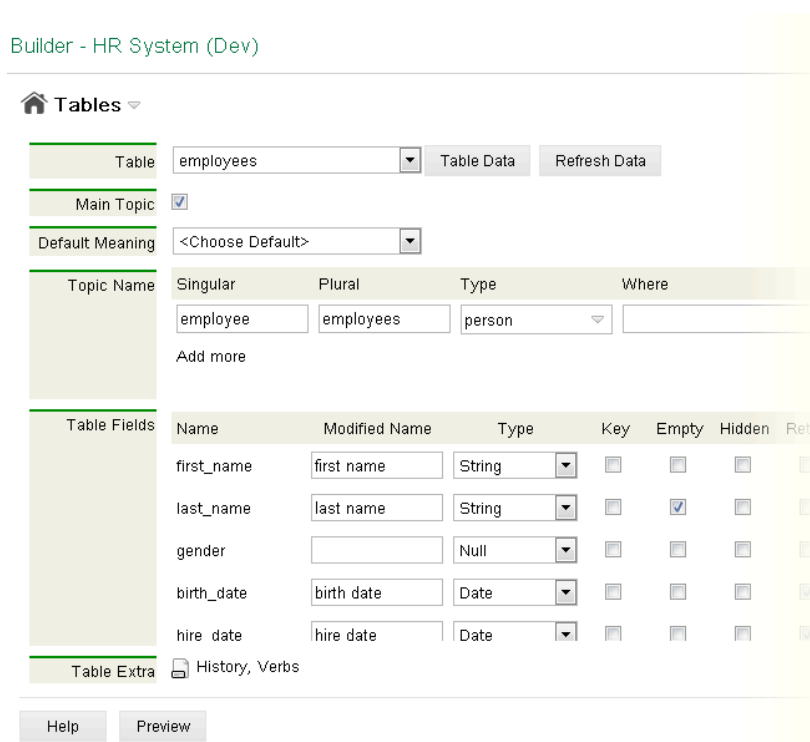 Builder - HR System (Dev)
Tables
Table employees Table Data Refresh Data
Main Topic
Default Meaning <Choose Default>
Topic Name Singular Plural Type Where
employee employees person
Add more
Table Fields Name Modified Name Type Key Empty Hidden Ret
first_name first name String
last_name last name String
gender Null
birth_date birth date Date
hire_date hire date Date
Table Extra History, Verbs
Help Preview